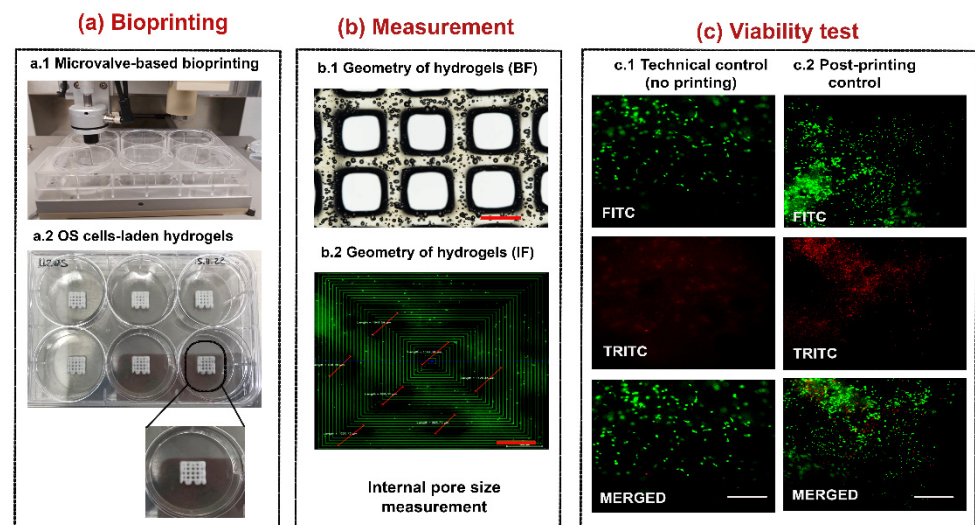 (a) Bioprinting
a.1 Microvalve-based bioprinting
a.2 OS cells-laden hydrogels
(b) Measurement
b.1 Geometry of hydrogels (BF)
b.2 Geometry of hydrogels (IF)
Internal pore size
measurement
(c) Viability test
c.1 Technical control
(no printing)
FITC
TRITC
MERGED
c.2 Post-printing
control
FITC
TRITC
MERGED